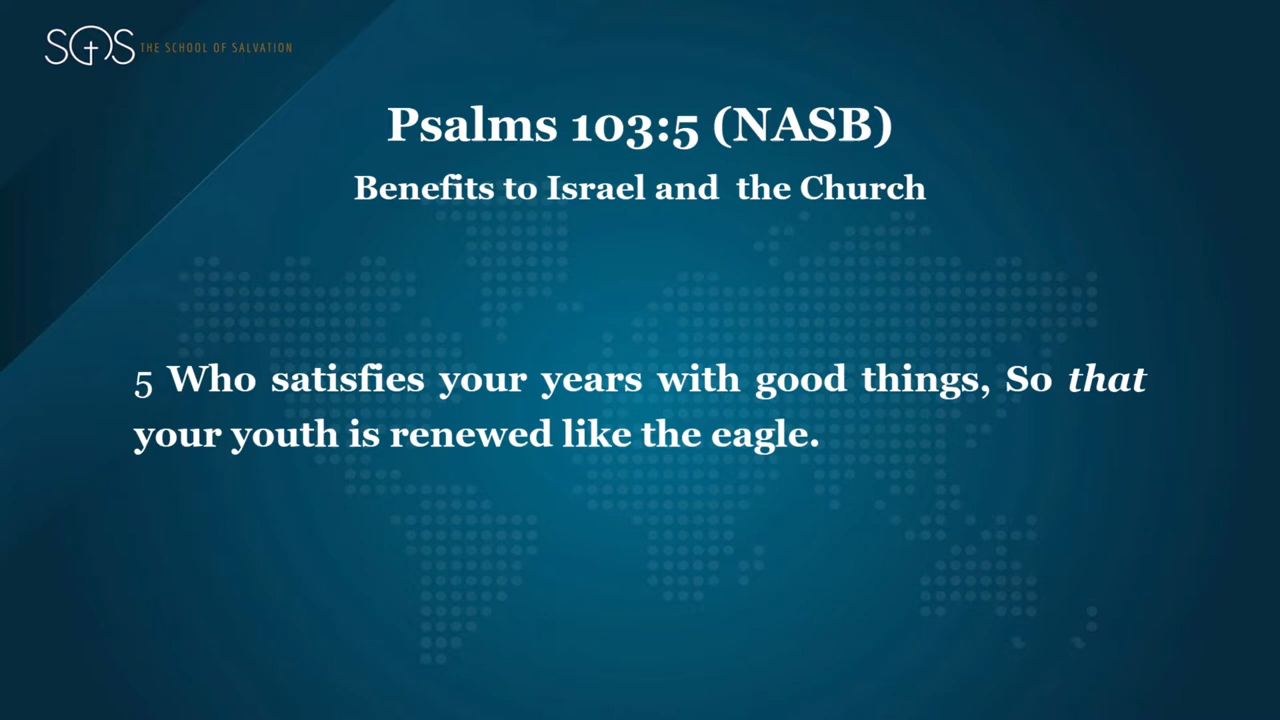 SOS THE SCHOOL OF SALVATION
Psalms 103:5 (NASB)
Benefits to Israel and the Church
5 Who satisfies your years with good things, So that
your youth is renewed like the eagle.